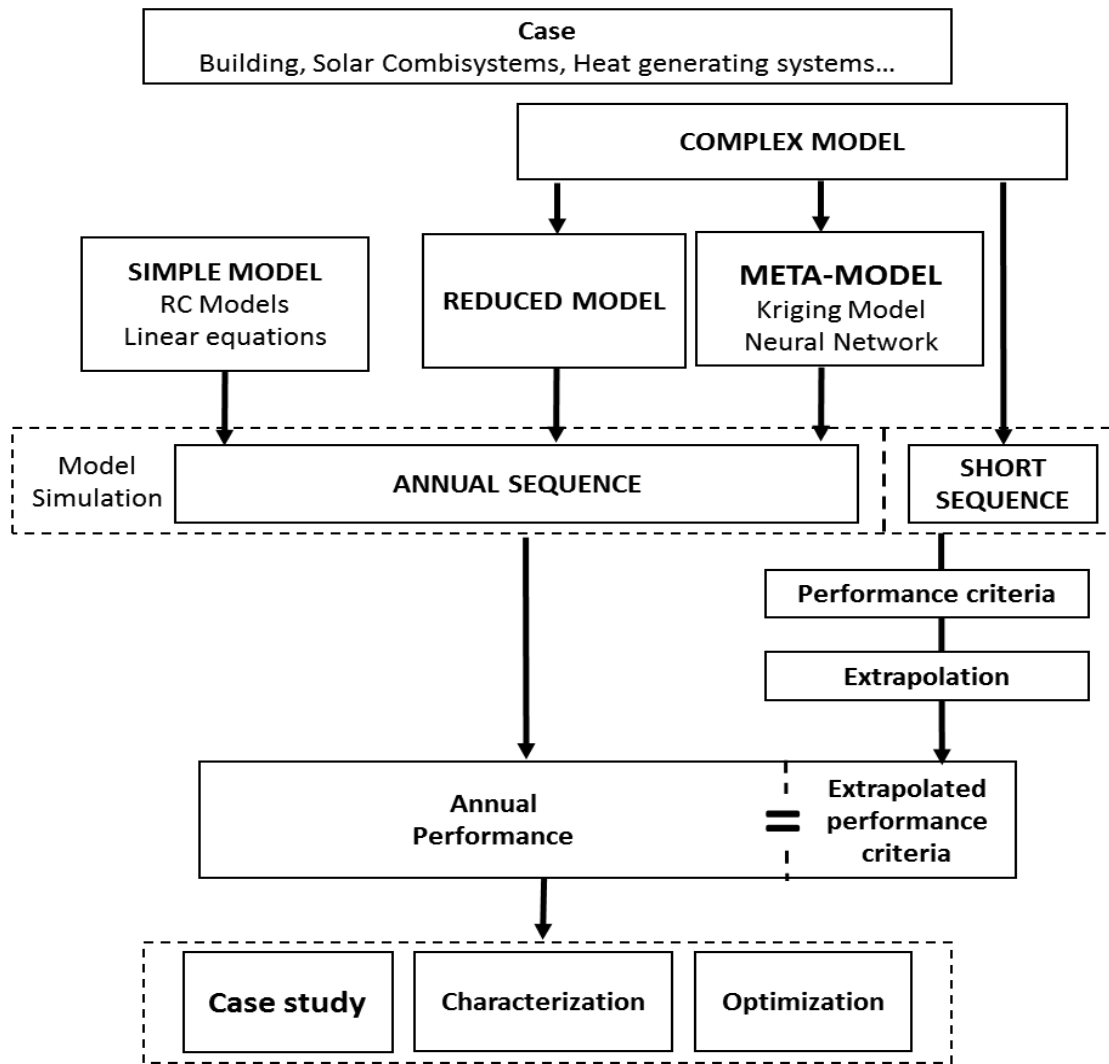 Case
Building, Solar Combisystems, Heat generating systems...
COMPLEX MODEL
SIMPLE MODEL
RC Models
Linear equations
REDUCED MODEL
META-MODEL
Kriging Model
Neural Network
Model
Simulation
ANNUAL SEQUENCE
SHORT
SEQUENCE
Performance criteria
Extrapolation
Annual
Performance
=
Extrapolated
performance
criteria
Case study
Characterization
Optimization